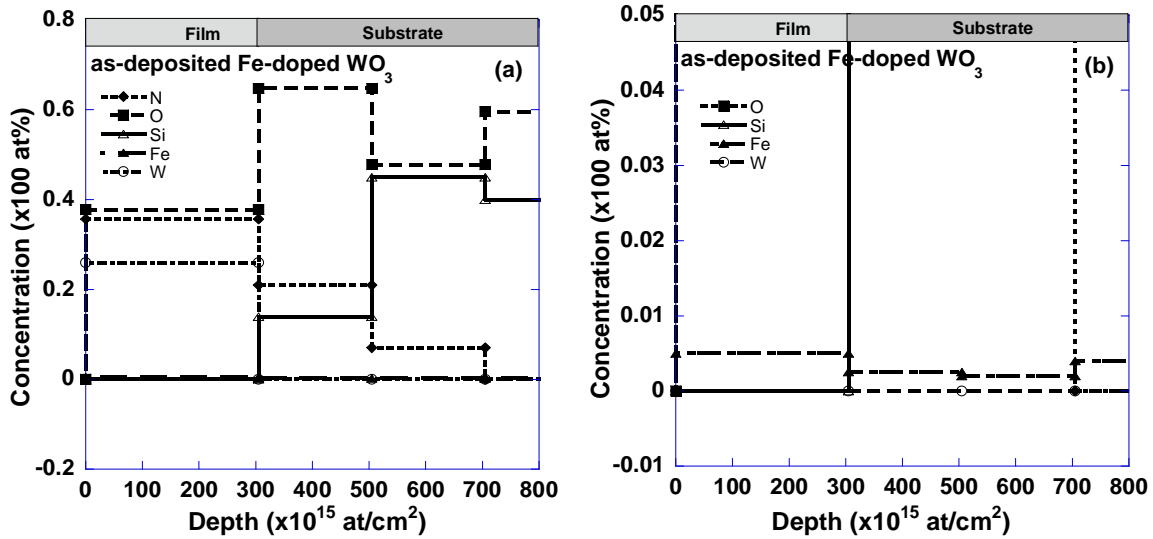 Film Substrate
as-deposited Fe-doped WO3 (a)
N
O
Si
Fe
W
Concentration (x100 at%)
0.8
0.6
0.4
0.2
0
-0.2
0 100 200 300 400 500 600 700 800
Depth (x10^15 at/cm^2)
Film Substrate
as-deposited Fe-doped WO3 (b)
O
Si
Fe
W
Concentration (x100 at%)
0.05
0.04
0.03
0.02
0.01
0
-0.01
0 100 200 300 400 500 600 700 800
Depth (x10^15 at/cm^2)